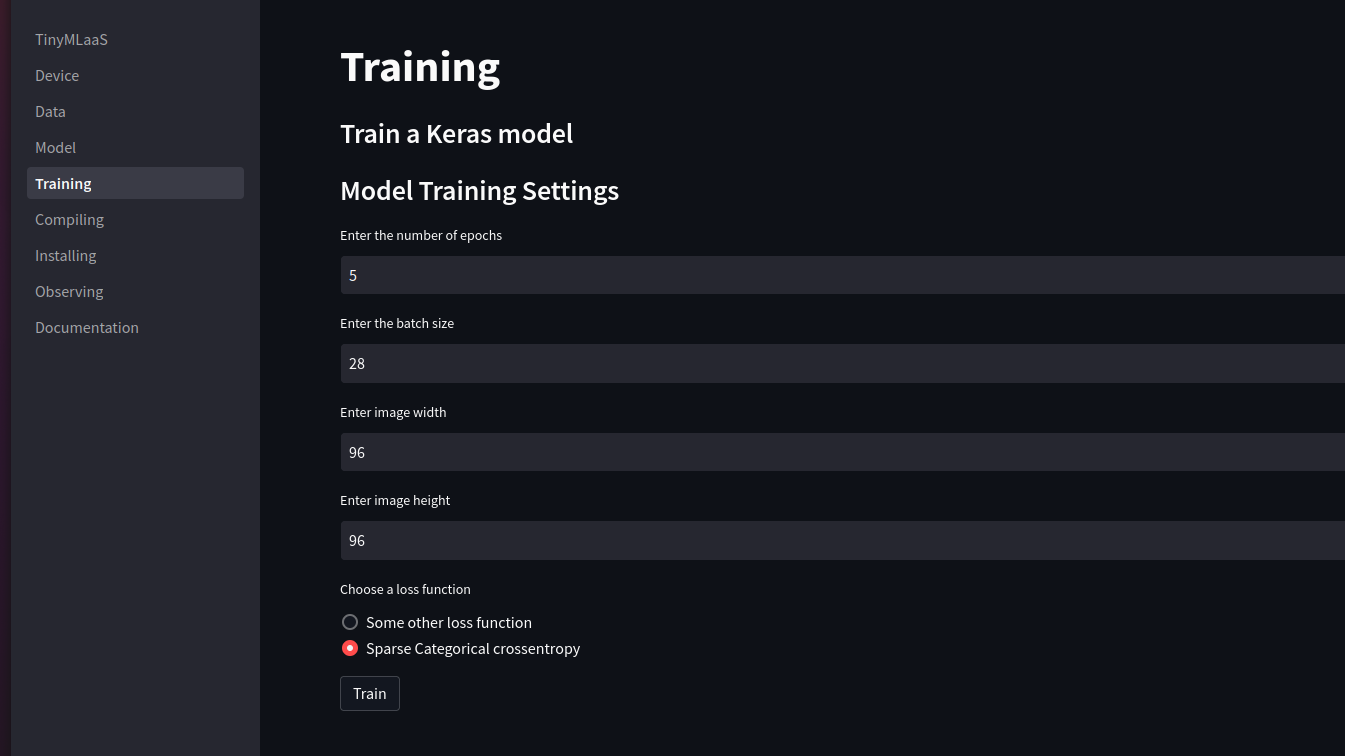 TinyMLaaS
Device
Data
Model
Training
Compiling
Installing
Observing
Documentation
Training
Train a Keras model
Model Training Settings
Enter the number of epochs
5
Enter the batch size
28
Enter image width
96
Enter image height
96
Choose a loss function
Some other loss function
Sparse Categorical crossentropy
Train